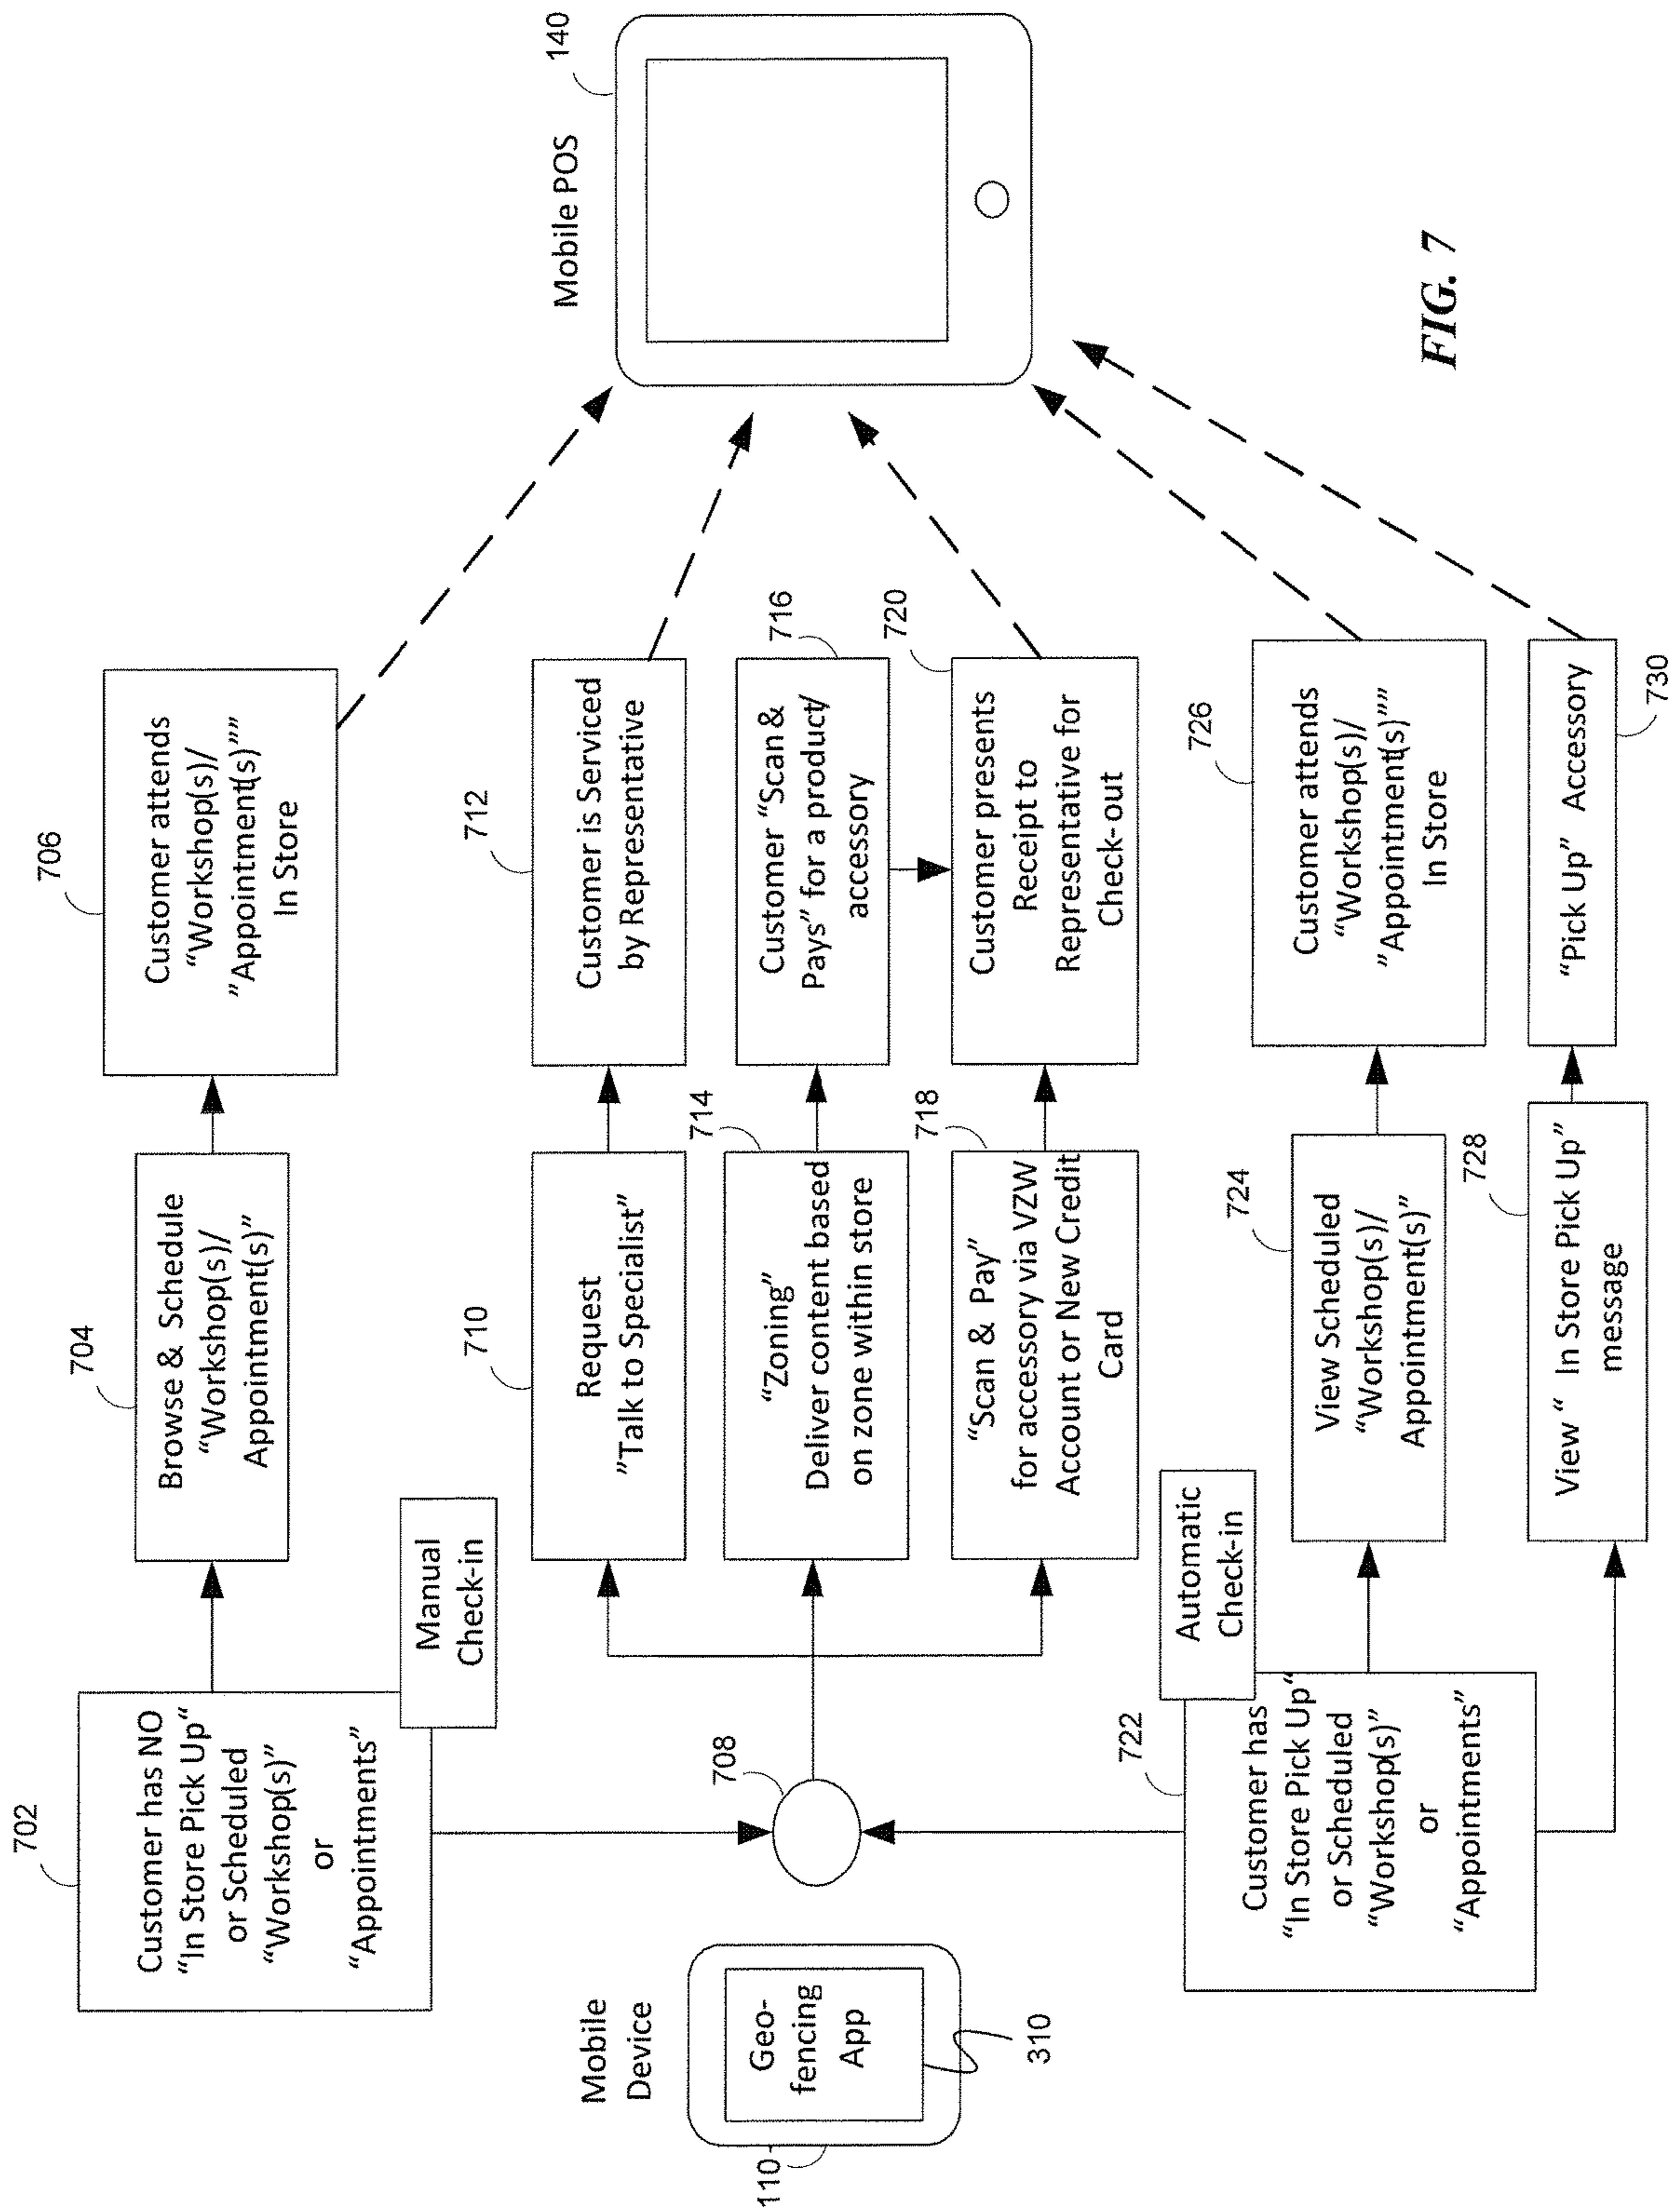 702
Customer has NO
“In Store Pick Up“
or Scheduled
“Workshop(s)”
or
“Appointments”
Manual
Check-in
704
Browse & Schedule
“Workshop(s)/
Appointment(s)”
706
Customer attends
“Workshop(s)/
”Appointment(s)””
In Store
Mobile
Device
Geo-
fencing
App
110
310
708
710
Request
”Talk to Specialist”
712
Customer is Serviced
by Representative
714
“Zoning”
Deliver content based
on zone within store
716
Customer “Scan &
Pays” for a product/
accessory
718
“Scan & Pay”
for accessory via VZW
Account or New Credit
Card
720
Customer presents
Receipt to
Representative for
Check-out
Mobile POS
140
722
Customer has
“In Store Pick Up“
or Scheduled
“Workshop(s)”
or
“Appointments”
Automatic
Check-in
724
View Scheduled
“Workshop(s)/
Appointment(s)”
726
Customer attends
“Workshop(s)/
”Appointment(s)””
In Store
728
View “ In Store Pick Up”
message
“Pick Up” Accessory
730
FIG. 7